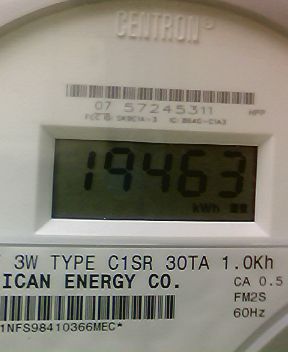 CENTRON®
07 57245311 HPP
19463
kWh
3W TYPE C1SR 30TA 1.0Kh
ICAN ENERGY CO. CA 0.5
FM2S
60Hz
1NFS98410366MEC*